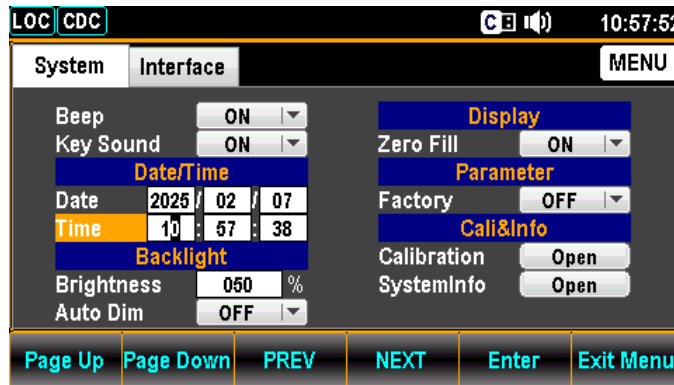 LOC CDC C 10:57:52
System Interface MENU
Beep ON
Key Sound ON
Date/Time
Date 2025 / 02 / 07
Time 10 : 57 : 38
Backlight
Brightness 050 %
Auto Dim OFF
Display
Zero Fill ON
Parameter
Factory OFF
Cali&Info
Calibration Open
SystemInfo Open
Page Up Page Down PREV NEXT Enter Exit Menu